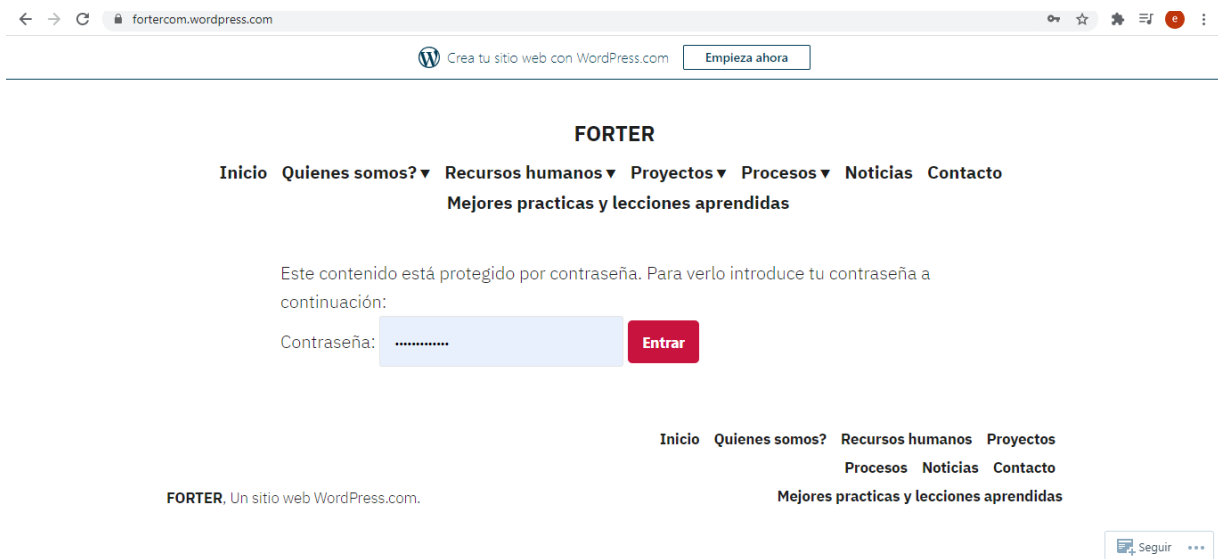 fortercom.wordpress.com
e
Crea tu sitio web con WordPress.com Empieza ahora
FORTER
Inicio Quienes somos? ▾ Recursos humanos ▾ Proyectos ▾ Procesos ▾ Noticias Contacto
Mejores practicas y lecciones aprendidas
Este contenido está protegido por contraseña. Para verlo introduce tu contraseña a
continuación:
Contraseña: ············· Entrar
Inicio Quienes somos? Recursos humanos Proyectos
Procesos Noticias Contacto
FORTER, Un sitio web WordPress.com.
Mejores practicas y lecciones aprendidas
Seguir